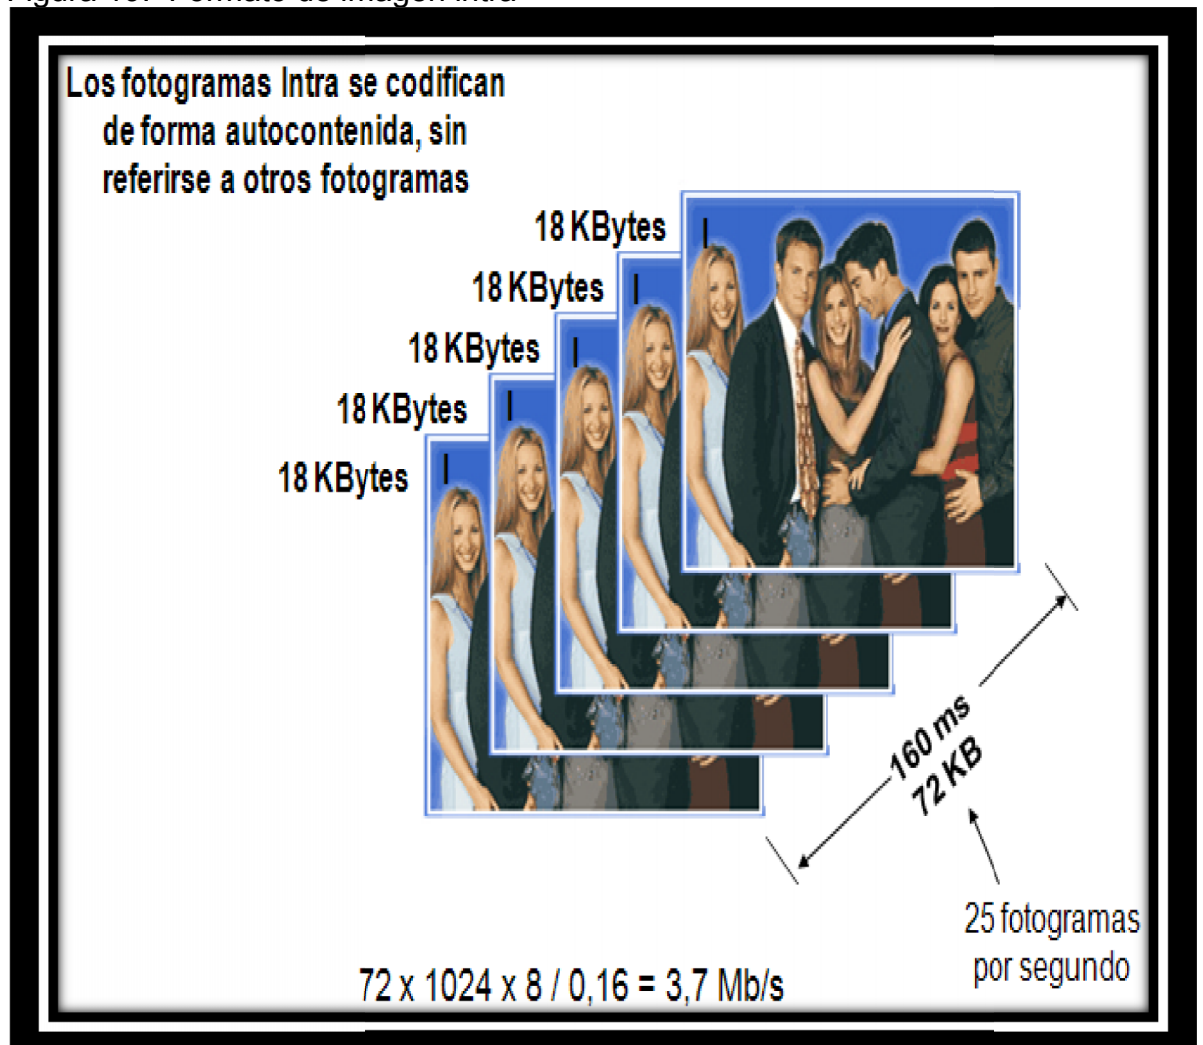 Los fotogramas Intra se codifican
de forma autocontenida, sin
referirse a otros fotogramas
18 KBytes
I
18 KBytes
I
18 KBytes
I
18 KBytes
I
18 KBytes
I
160 ms
72 KB
25 fotogramas
por segundo
72 x 1024 x 8 / 0,16 = 3,7 Mb/s